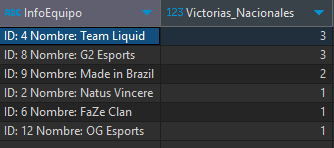 ABC InfoEquipo 123 Victorias_Nacionales
ID: 4 Nombre: Team Liquid 3
ID: 8 Nombre: G2 Esports 3
ID: 9 Nombre: Made in Brazil 2
ID: 2 Nombre: Natus Vincere 1
ID: 6 Nombre: FaZe Clan 1
ID: 12 Nombre: OG Esports 1